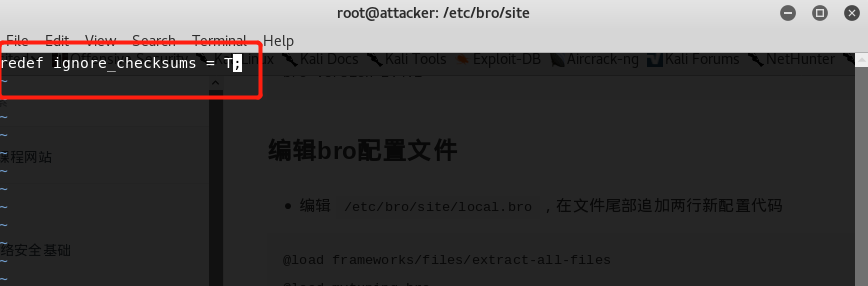 root@attacker: /etc/bro/site
File Edit View Search Terminal Help
redef ignore_checksums = T;
Linux Kali Docs Kali Tools Exploit-DB Aircrack-ng Kali Forums NetHunter
~
~
~
~
课程网站
~
编辑bro配置文件
~
~
编辑 /etc/bro/site/local.bro ，在文件尾部追加两行新配置代码
~
~
络安全基础
~
@load frameworks/files/extract-all-files
~